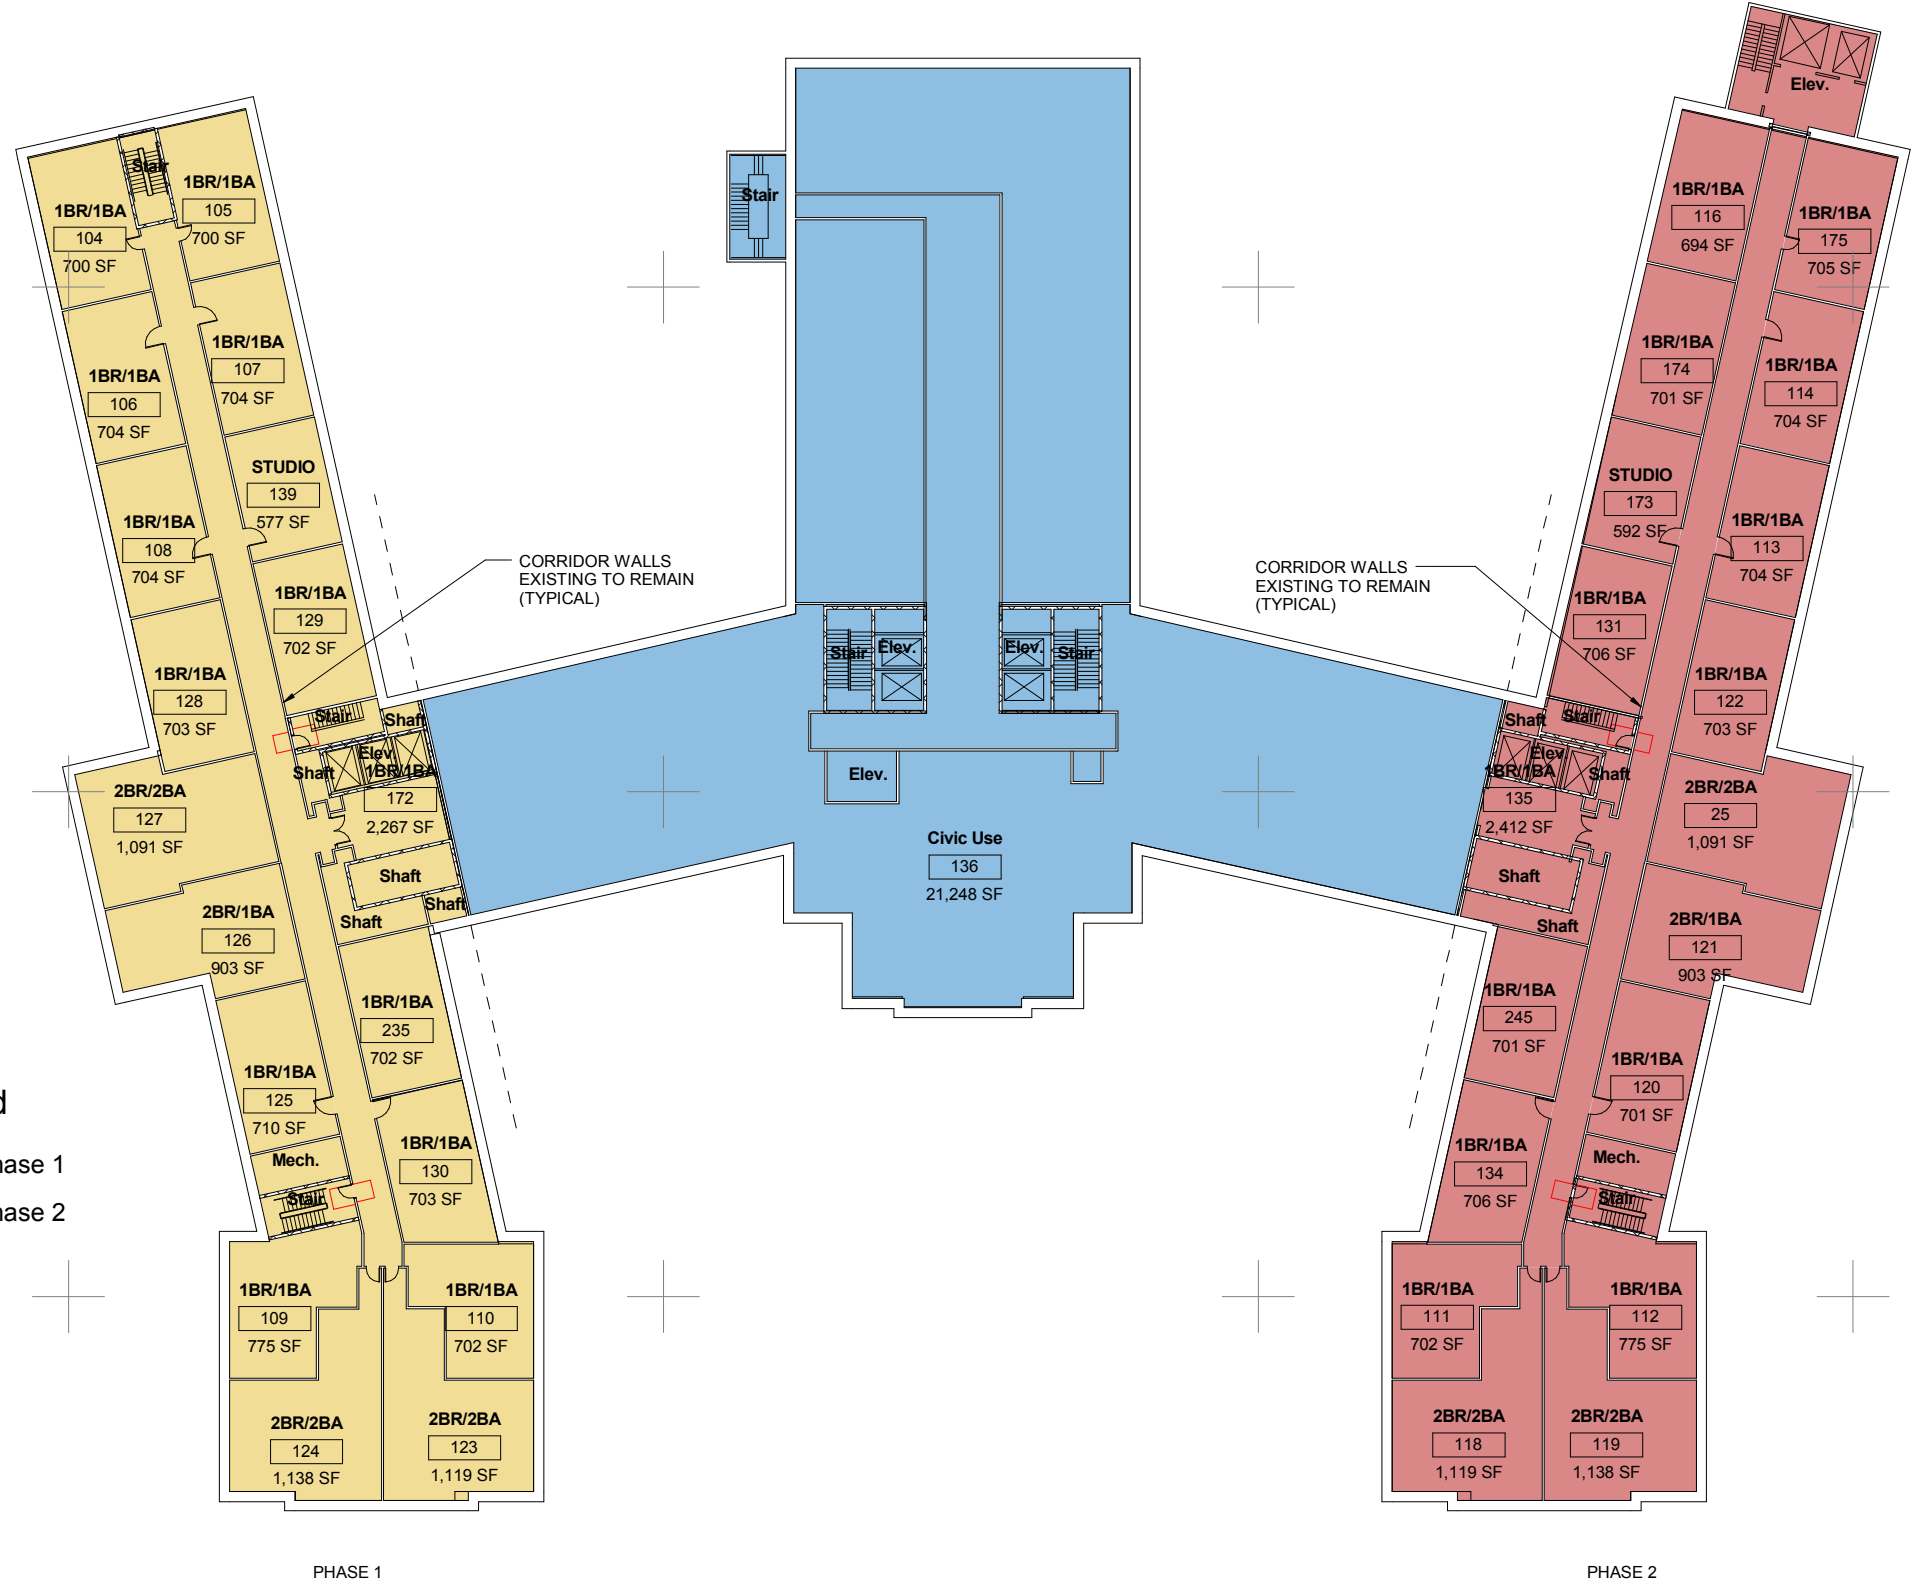 Elev.
Stair
1BR/1BA
105
700 SF
1BR/1BA
104
700 SF
1BR/1BA
107
704 SF
1BR/1BA
106
704 SF
STUDIO
139
577 SF
1BR/1BA
108
704 SF
1BR/1BA
129
702 SF
1BR/1BA
128
703 SF
CORRIDOR WALLS
EXISTING TO REMAIN
(TYPICAL)
Stair
Shaft
Elev.
Shaft
1BR/1BA
172
2,267 SF
2BR/2BA
127
1,091 SF
Shaft
Shaft
Shaft
2BR/1BA
126
903 SF
1BR/1BA
235
702 SF
1BR/1BA
125
710 SF
Mech.
Stair
1BR/1BA
130
703 SF
1BR/1BA
109
775 SF
1BR/1BA
110
702 SF
2BR/2BA
124
1,138 SF
2BR/2BA
123
1,119 SF
hase 1
hase 2
Stair
Stair
Elev.
Elev.
Stair
Elev.
Civic Use
136
21,248 SF
CORRIDOR WALLS
EXISTING TO REMAIN
(TYPICAL)
1BR/1BA
116
694 SF
1BR/1BA
175
705 SF
1BR/1BA
174
701 SF
1BR/1BA
114
704 SF
STUDIO
173
592 SF
1BR/1BA
113
704 SF
1BR/1BA
131
706 SF
1BR/1BA
122
703 SF
Shaft
Stair
Elev.
Shaft
1BR/1BA
135
2,412 SF
2BR/2BA
25
1,091 SF
Shaft
Shaft
2BR/1BA
121
903 SF
1BR/1BA
245
701 SF
1BR/1BA
120
701 SF
1BR/1BA
134
706 SF
Mech.
Stair
1BR/1BA
111
702 SF
1BR/1BA
112
775 SF
2BR/2BA
118
1,119 SF
2BR/2BA
119
1,138 SF
PHASE 1
PHASE 2